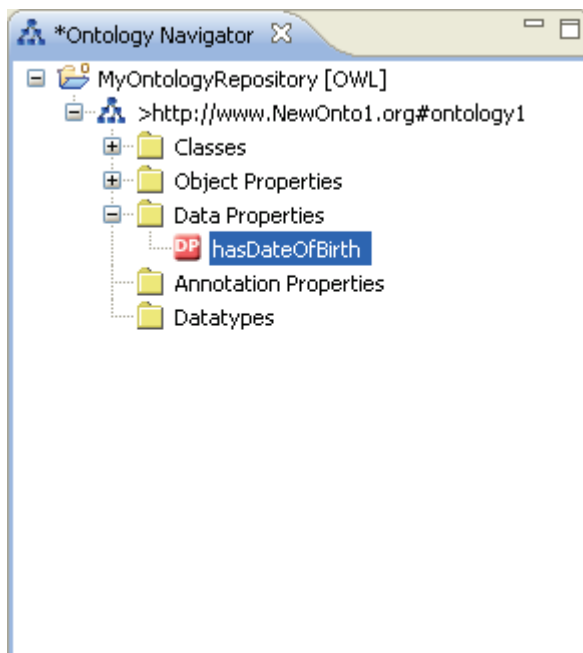 *Ontology Navigator
MyOntologyRepository [OWL]
>http://www.NewOnto1.org#ontology1
Classes
Object Properties
Data Properties
DP hasDateOfBirth
Annotation Properties
Datatypes